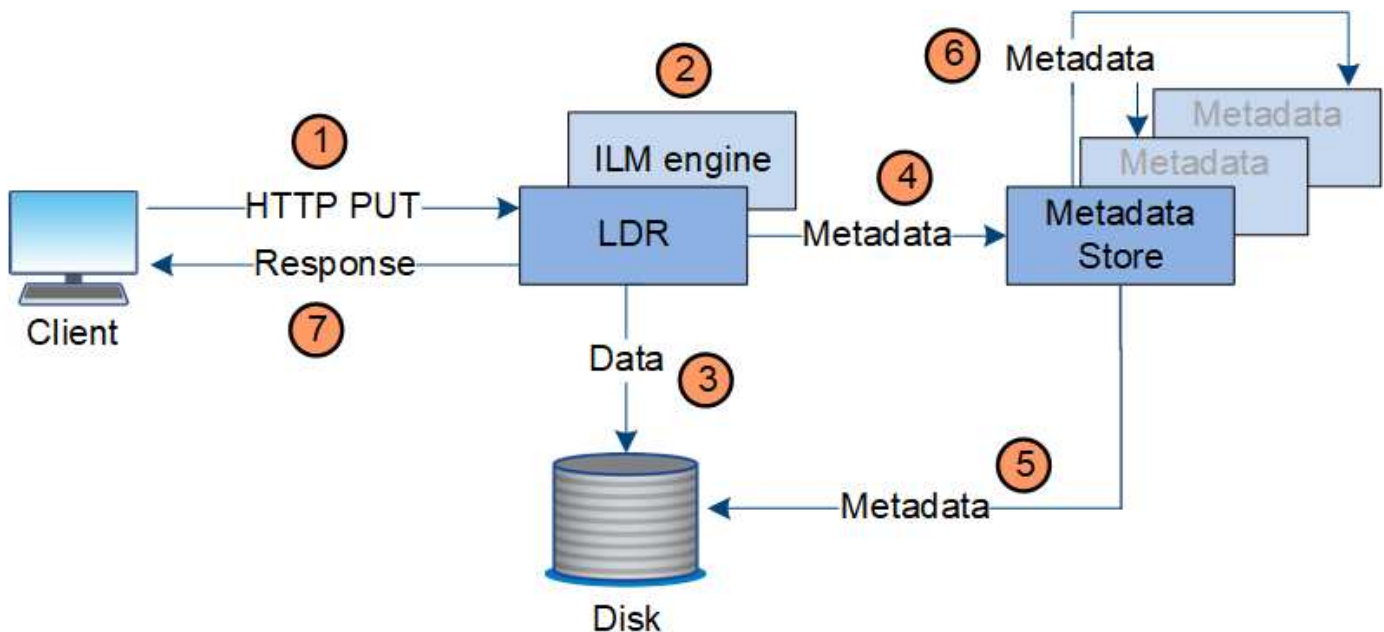 6
Metadata
2
Metadata
1
Metadata
ILM engine
4
HTTP PUT
LDR
Metadata
Metadata
Store
Response
Client
7
Data
3
5
Metadata
Disk